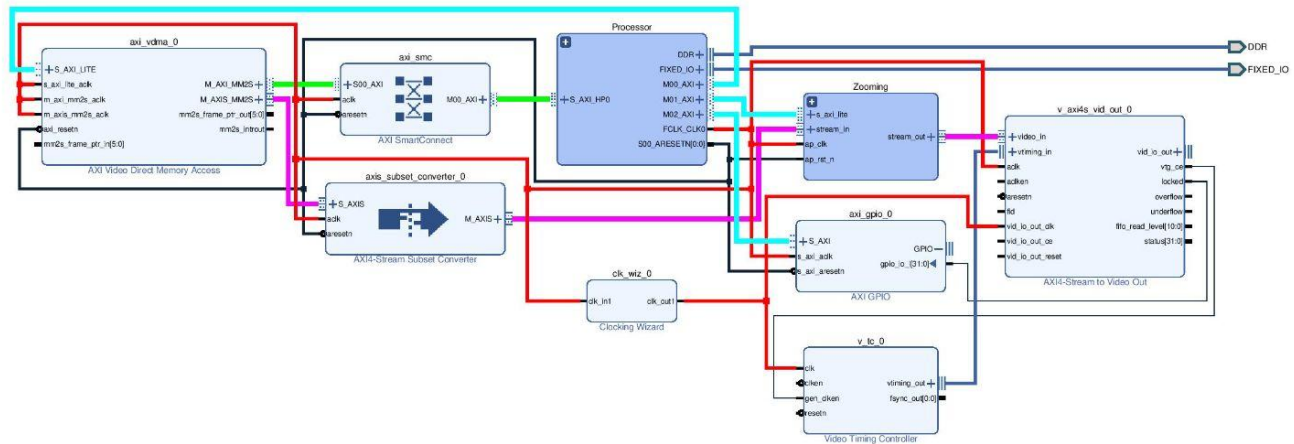 axi_vdma_0
S_AXI_LITE
s_axi_lite_aclk
m_axi_mm2s_aclk
m_axis_mm2s_aclk
axi_resetn
mm2s_frame_ptr_in[5:0]
M_AXI_MM2S
M_AXIS_MM2S
mm2s_frame_ptr_out[5:0]
mm2s_introut
AXI Video Direct Memory Access
axi_smc
S00_AXI
aclk
aresetn
M00_AXI
AXI SmartConnect
axis_subset_converter_0
S_AXIS
aclk
aresetn
M_AXIS
AXI4-Stream Subset Converter
Processor
S_AXI_HP0
DDR
FIXED_IO
M00_AXI
M01_AXI
M02_AXI
FCLK_CLK0
S00_ARESETN[0:0]
clk_wiz_0
clk_in1
clk_out1
Clocking Wizard
Zooming
s_axi_lite
stream_in
ap_clk
ap_rst_n
stream_out
axi_gpio
S_AXI
s_axi_aclk
s_axi_aresetn
GPIO
gpio_io_i[31:0]
AXI GPIO
v_tc_0
clk
clken
gen_clken
resetn
vtiming_out
fsync_out[0:0]
Video Timing Controller
v_axi4s_vid_out_0
video_in
vtiming_in
aclk
aclken
aresetn
fid
vid_io_out_clk
vid_io_out_ce
vid_io_out_reset
vid_io_out
vtg_ce
locked
overflow
underflow
fifo_read_level[10:0]
status[31:0]
AXI4-Stream to Video Out
DDR
FIXED_IO